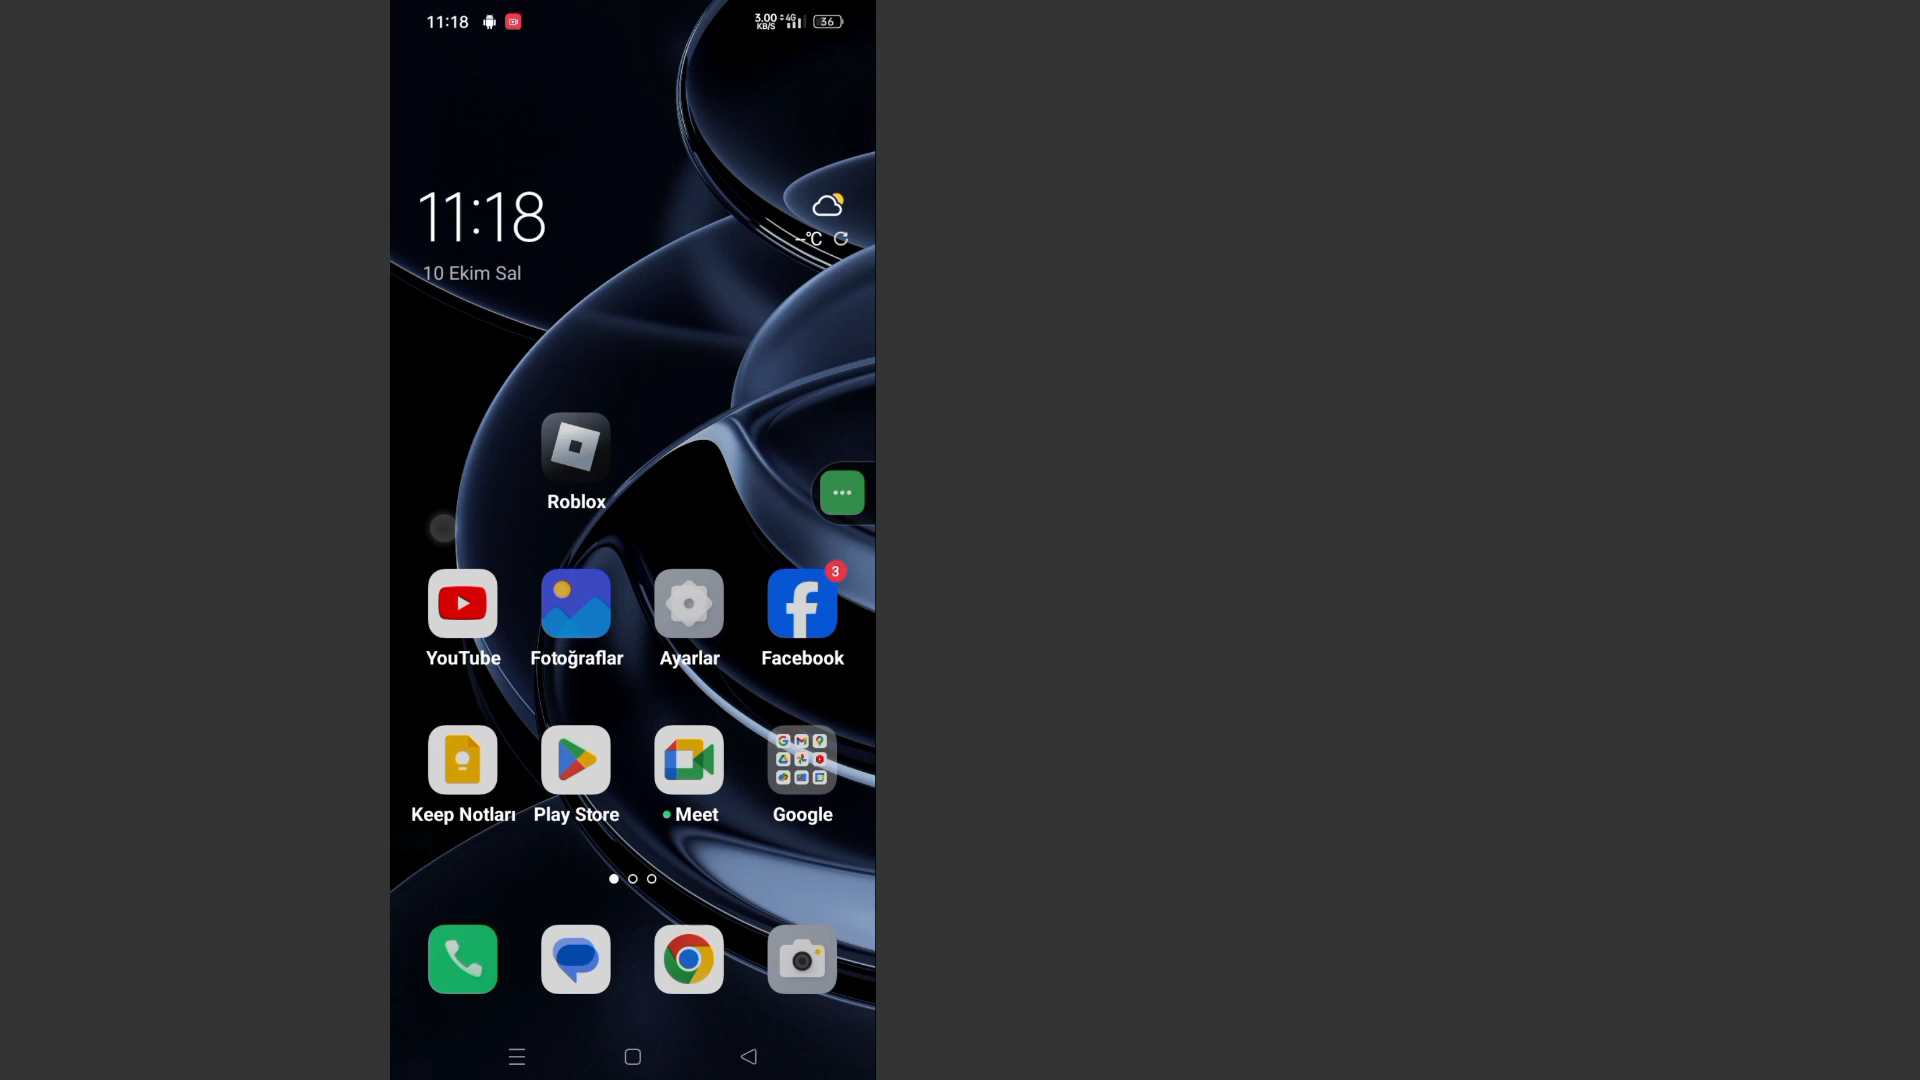 11:18
3.00 KB/S 4G 36
11:18
--°C
10 Ekim Sal
Roblox
3
YouTube Fotoğraflar Ayarlar Facebook
Keep Notları Play Store Meet Google